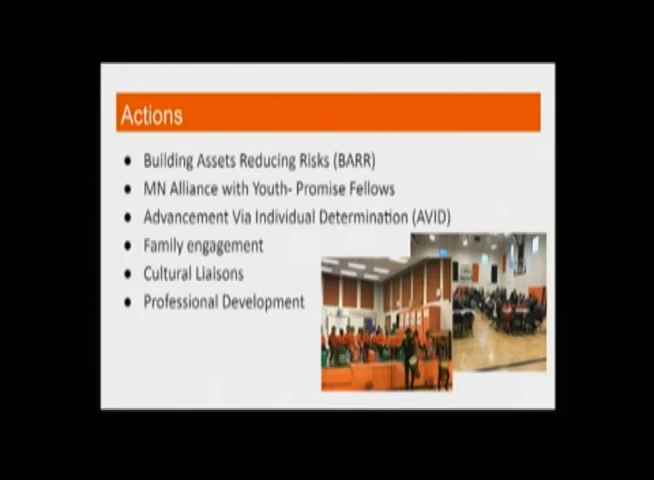 Actions
● Building Assets Reducing Risks (BARR)
● MN Alliance with Youth- Promise Fellows
● Advancement Via Individual Determination (AVID)
● Family engagement
● Cultural Liaisons
● Professional Development